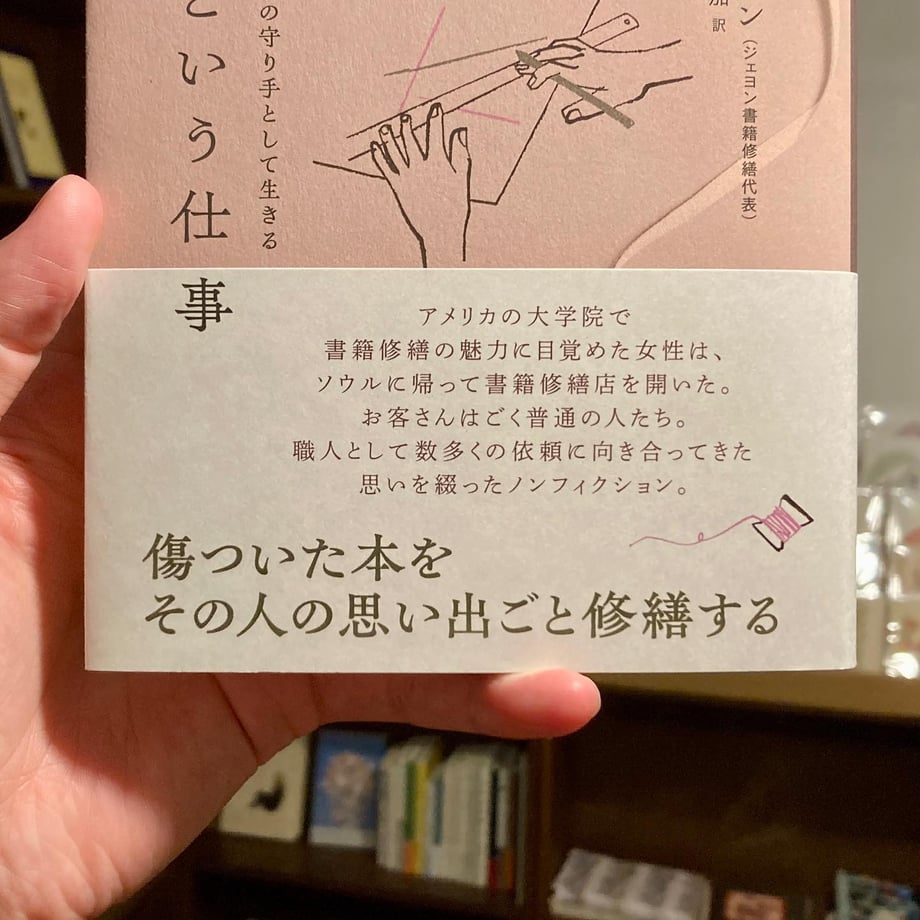 ン（ジェヨン書籍修繕代表）
訳
の守り手として生きる
という仕事
アメリカの大学院で
書籍修繕の魅力に目覚めた女性は、
ソウルに帰って書籍修繕店を開いた。
お客さんはごく普通の人たち。
職人として数多くの依頼に向き合ってきた
思いを綴ったノンフィクション。
傷ついた本を
その人の思い出ごと修繕する